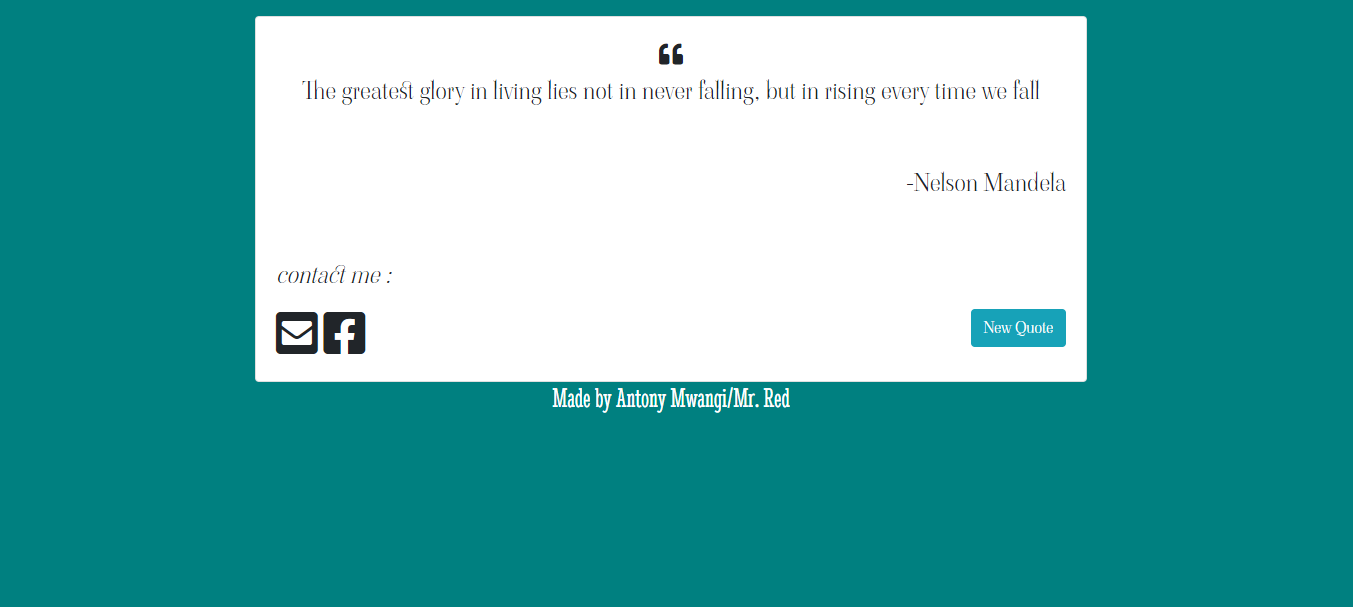 ❝
The greatest glory in living lies not in never falling, but in rising every time we fall
-Nelson Mandela
contact me :
New Quote
Made by Antony Mwangi/Mr. Red